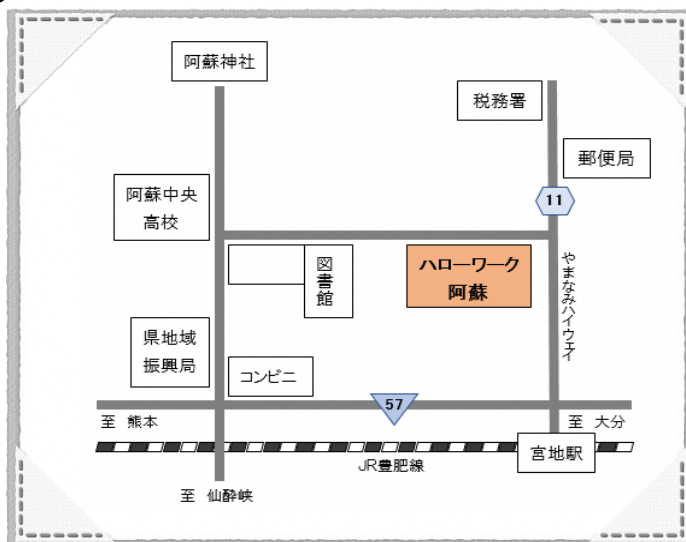 阿蘇神社
税務署
郵便局
11
阿蘇中央
高校
図書館
ハローワーク
阿蘇
やまなみハイウェイ
県地域
振興局
コンビニ
57
至 熊本
至 大分
宮地駅
JR豊肥線
至 仙酔峡